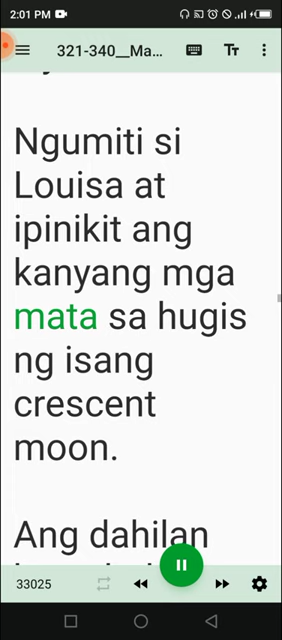 2:01 PM
321-340__Ma...
Ngumiti si
Louisa at
ipinikit ang
kanyang mga
mata sa hugis
ng isang
crescent
moon.
Ang dahilan
33025